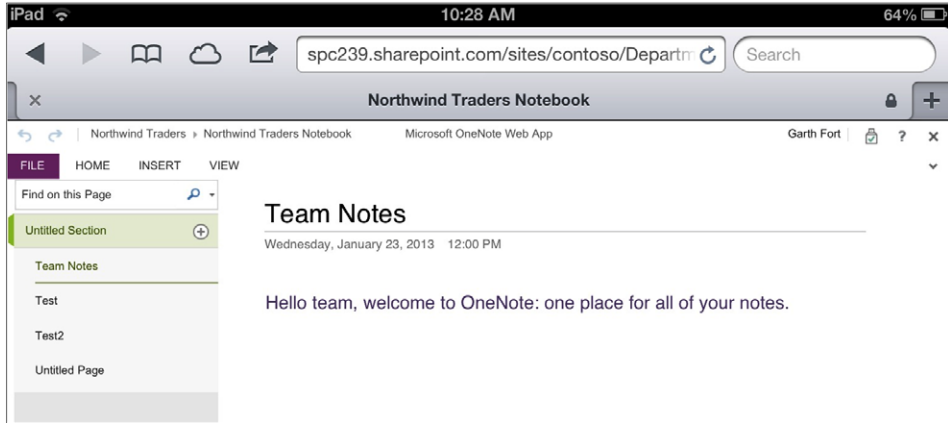 iPad 10:28 AM 64%
spc239.sharepoint.com/sites/contoso/Departm Search
Northwind Traders Notebook
Northwind Traders Northwind Traders Notebook Microsoft OneNote Web App Garth Fort ?
FILE HOME INSERT VIEW
Find on this Page
Untitled Section
Team Notes
Test
Test2
Untitled Page
Team Notes
Wednesday, January 23, 2013 12:00 PM
Hello team, welcome to OneNote: one place for all of your notes.